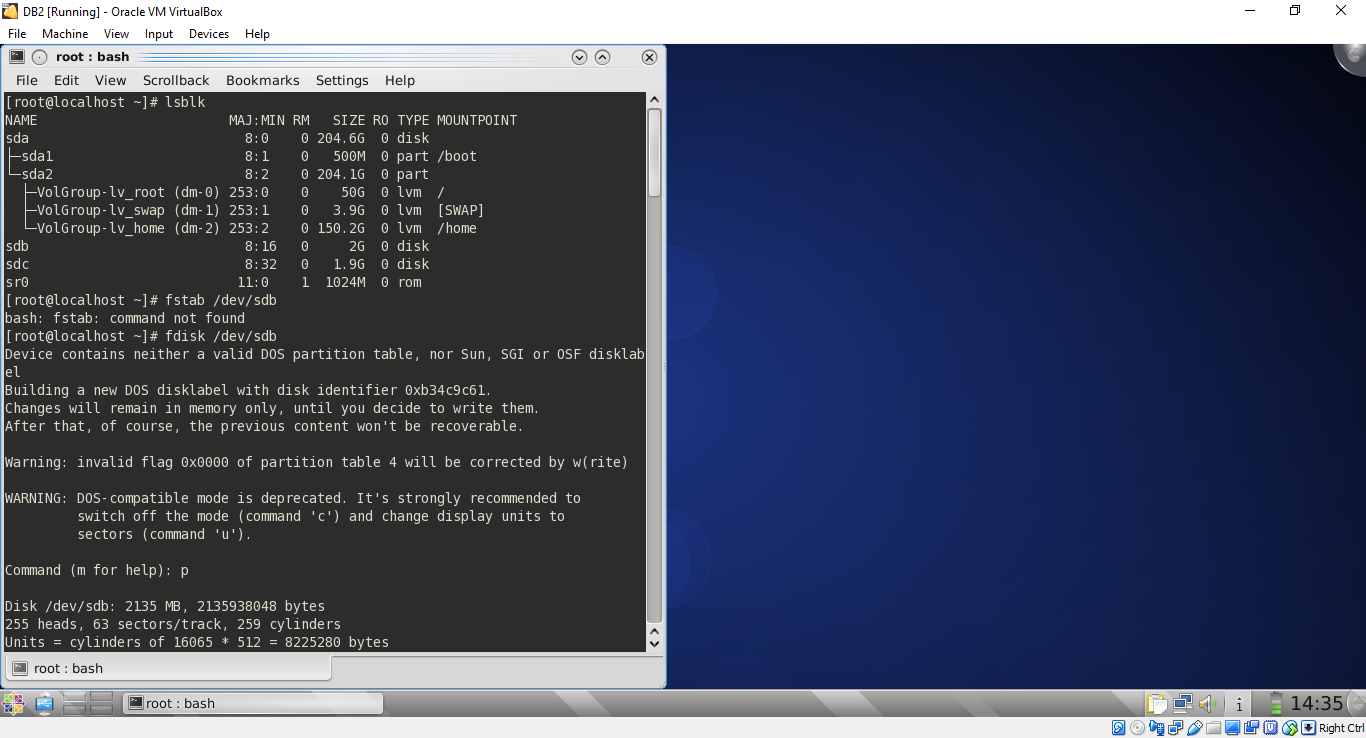 DB2 [Running] - Oracle VM VirtualBox
File Machine View Input Devices Help
root : bash
File Edit View Scrollback Bookmarks Settings Help
[root@localhost ~]# lsblk
NAME                        MAJ:MIN RM   SIZE RO TYPE MOUNTPOINT
sda                           8:0    0 204.6G  0 disk
├─sda1                        8:1    0   500M  0 part /boot
└─sda2                        8:2    0 204.1G  0 part
  ├─VolGroup-lv_root (dm-0) 253:0    0    50G  0 lvm  /
  ├─VolGroup-lv_swap (dm-1) 253:1    0   3.9G  0 lvm  [SWAP]
  └─VolGroup-lv_home (dm-2) 253:2    0 150.2G  0 lvm  /home
sdb                           8:16   0     2G  0 disk
sdc                           8:32   0   1.9G  0 disk
sr0                          11:0    1  1024M  0 rom
[root@localhost ~]# fstab /dev/sdb
bash: fstab: command not found
[root@localhost ~]# fdisk /dev/sdb
Device contains neither a valid DOS partition table, nor Sun, SGI or OSF disklab
el
Building a new DOS disklabel with disk identifier 0xb34c9c61.
Changes will remain in memory only, until you decide to write them.
After that, of course, the previous content won't be recoverable.
Warning: invalid flag 0x0000 of partition table 4 will be corrected by w(rite)
WARNING: DOS-compatible mode is deprecated. It's strongly recommended to
         switch off the mode (command 'c') and change display units to
         sectors (command 'u').
Command (m for help): p
Disk /dev/sdb: 2135 MB, 2135938048 bytes
255 heads, 63 sectors/track, 259 cylinders
Units = cylinders of 16065 * 512 = 8225280 bytes
root : bash
root : bash
14:35
Right Ctrl